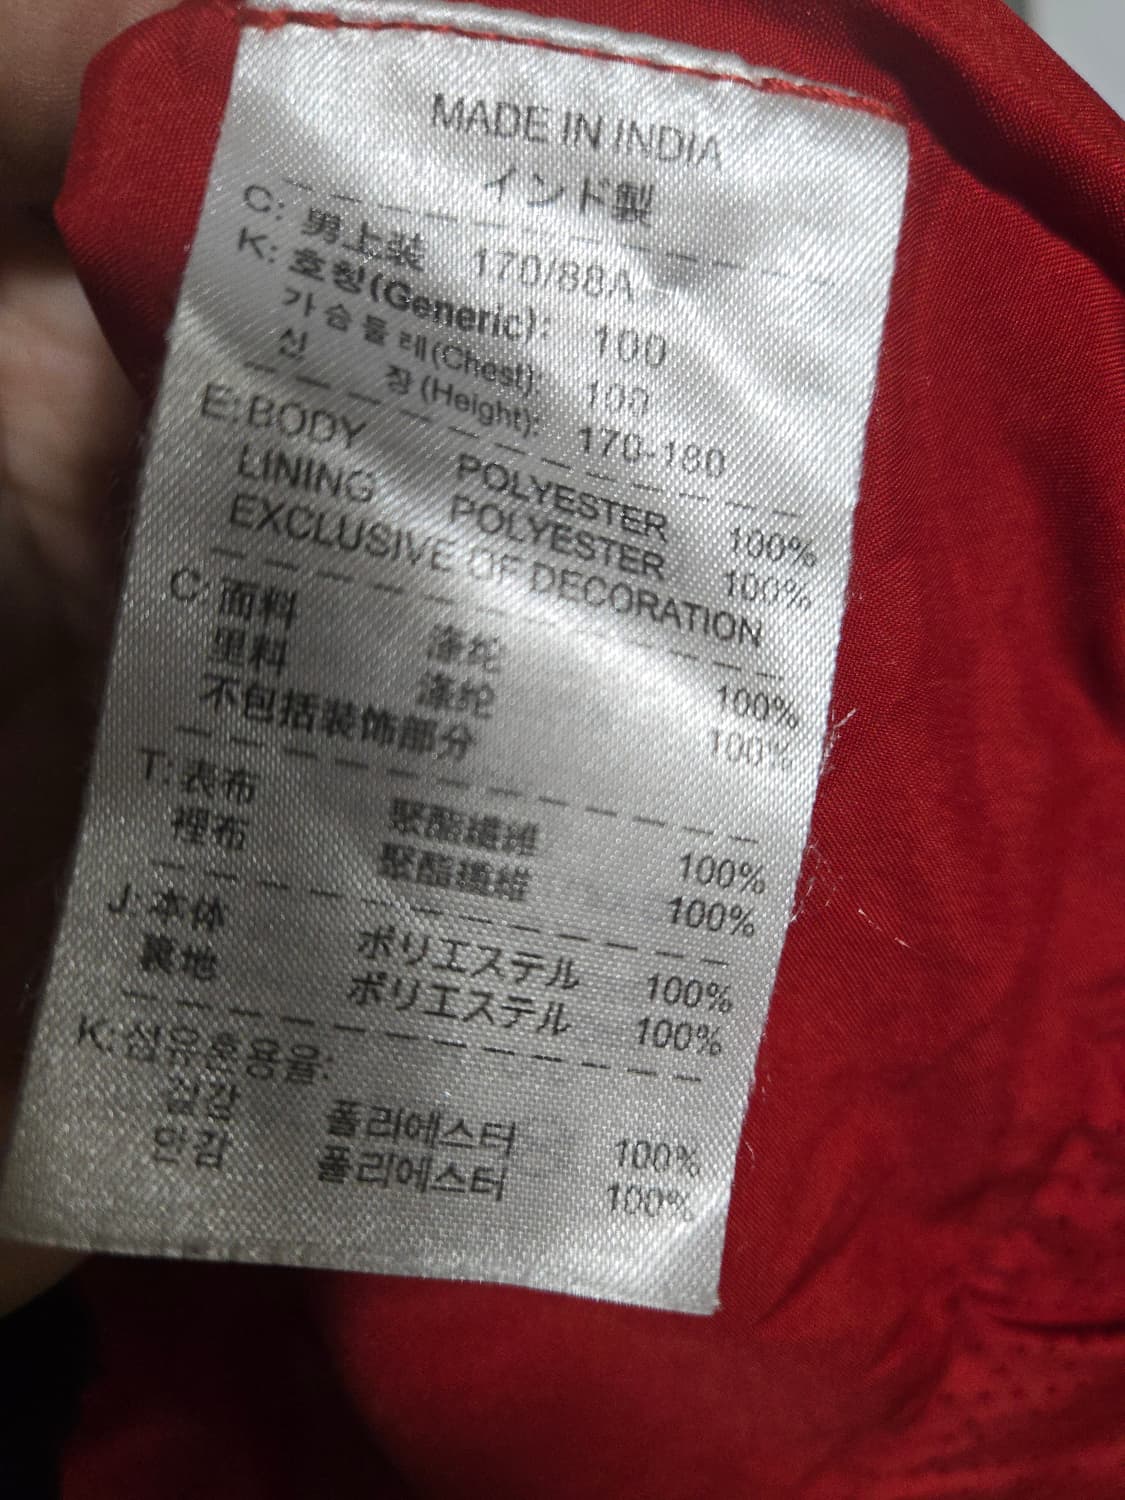 MADE IN INDIA
インド製
C: 男上装 170/88A
K: 호칭(Generic): 100
가슴둘레(Chest): 100
신 장(Height): 170-180
E: BODY POLYESTER 100%
LINING POLYESTER 100%
EXCLUSIVE OF DECORATION
C: 面料 涤纶 100%
里料 涤纶 100%
不包括装饰部分
T: 表布 聚酯纖維 100%
裡布 聚酯纖維 100%
J: 本体 ポリエステル 100%
裏地 ポリエステル 100%
K: 섬유혼용율:
겉감 폴리에스터 100%
안감 폴리에스터 100%